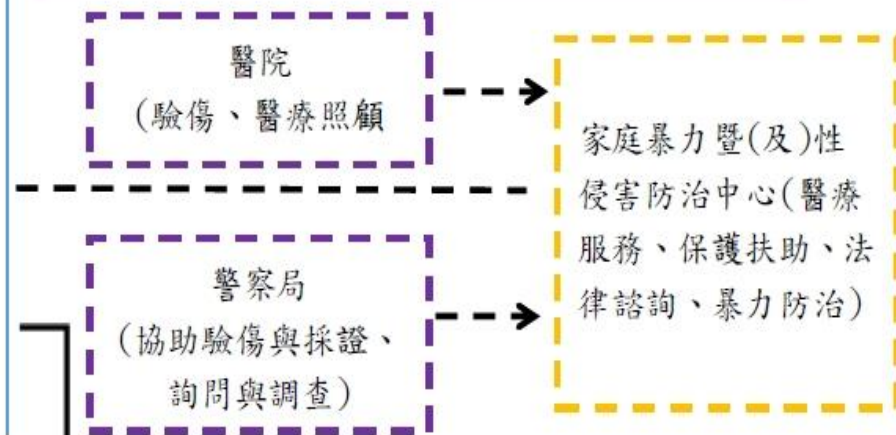 醫院
(驗傷、醫療照顧
家庭暴力暨(及)性
侵害防治中心(醫療
服務、保護扶助、法
律諮詢、暴力防治)
警察局
(協助驗傷與採證、
詢問與調查)